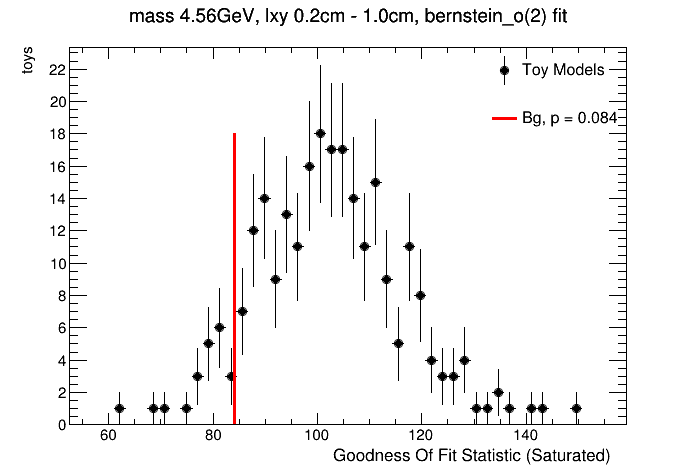 mass 4.56GeV, lxy 0.2cm - 1.0cm, bernstein_o(2) fit
toys
22
20
18
16
14
12
10
8
6
4
2
0
Toy Models
Bg, p = 0.084
60 80 100 120 140
Goodness Of Fit Statistic (Saturated)